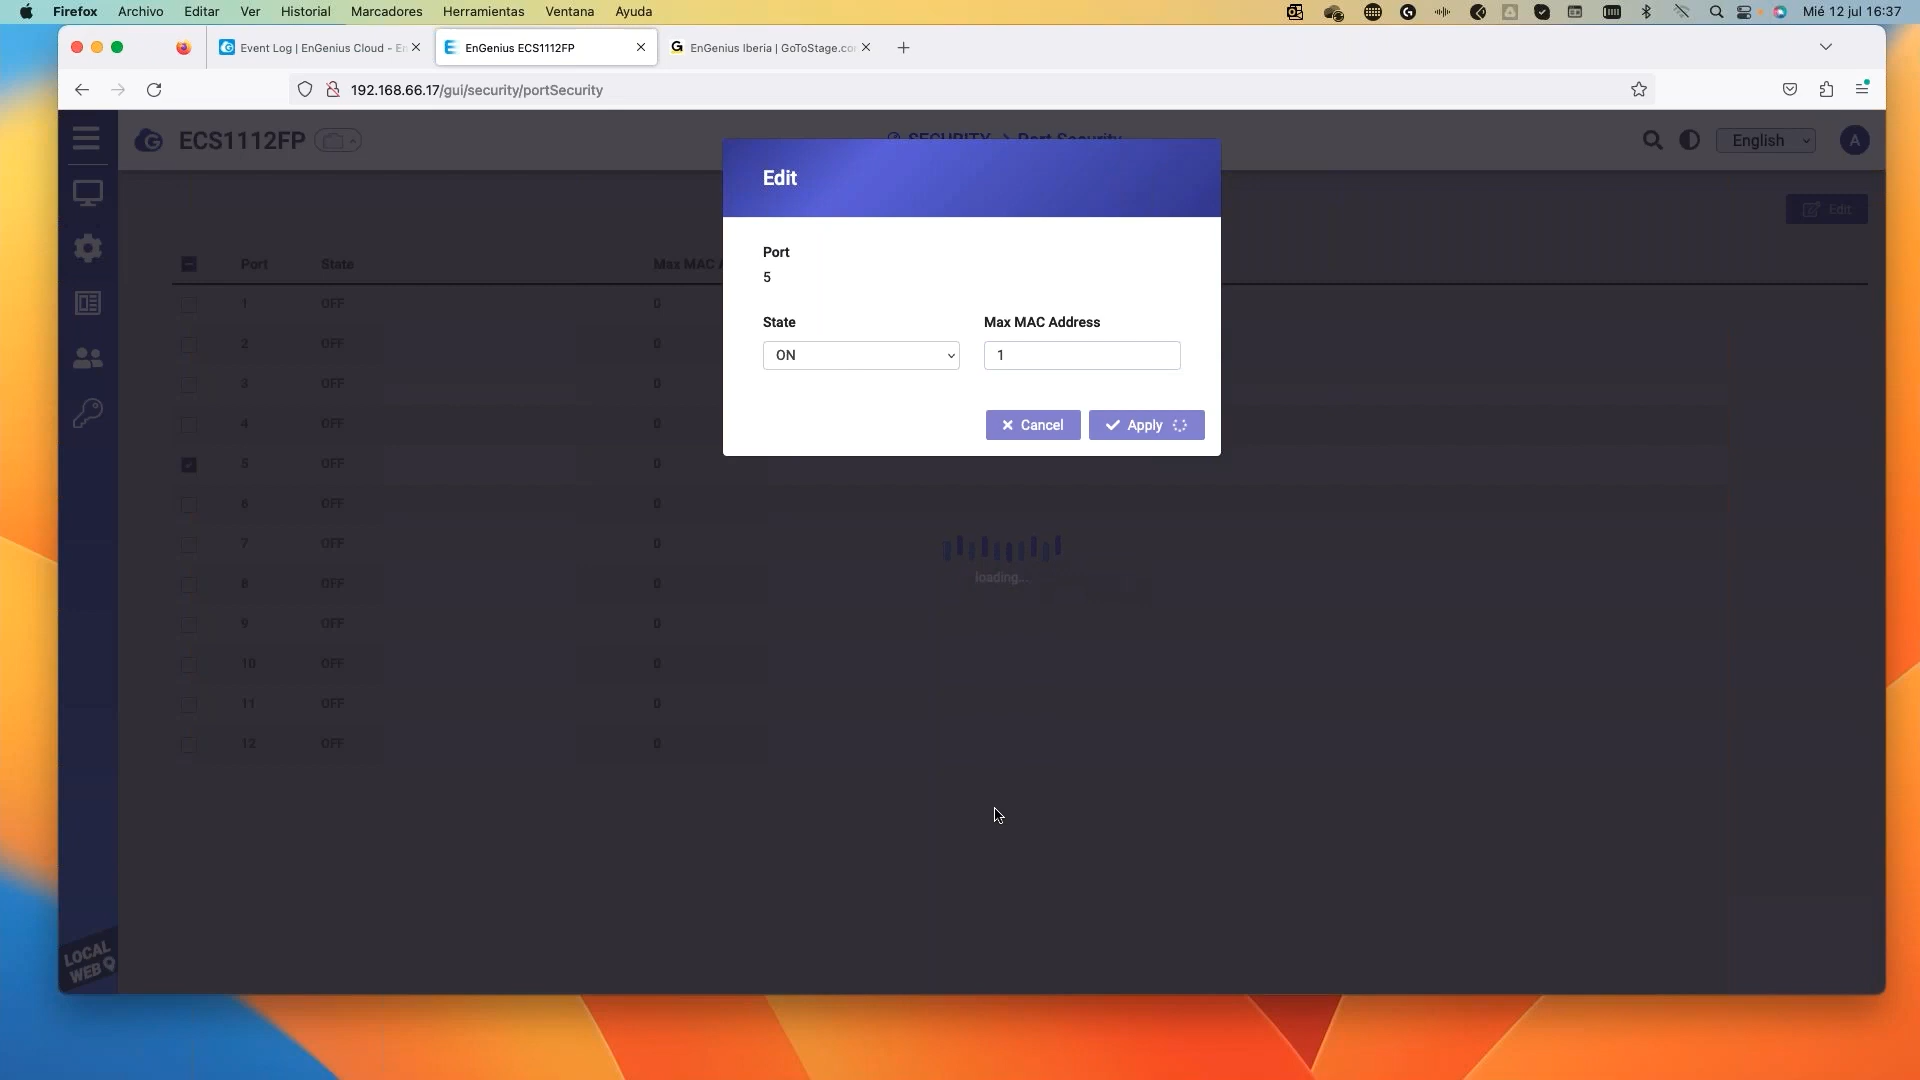 Firefox Archivo Editar Ver Historial Marcadores Herramientas Ventana Ayuda Mié 12 jul 16:37
Event Log | EnGenius Cloud - En EnGenius ECS1112FP EnGenius Iberia | GoToStage.co
192.168.66.17/gui/security/portSecurity
ECS1112FP SECURITY > Port Security English A
Edit
Edit
Port
5
State Max MAC Address
ON 1
Cancel Apply
Port State Max MAC A
1 OFF 0
2 OFF 0
3 OFF 0
4 OFF 0
5 OFF 0
6 OFF 0
7 OFF 0
8 OFF 0
9 OFF 0
10 OFF 0
11 OFF 0
12 OFF 0
loading...
LOCAL
WEB